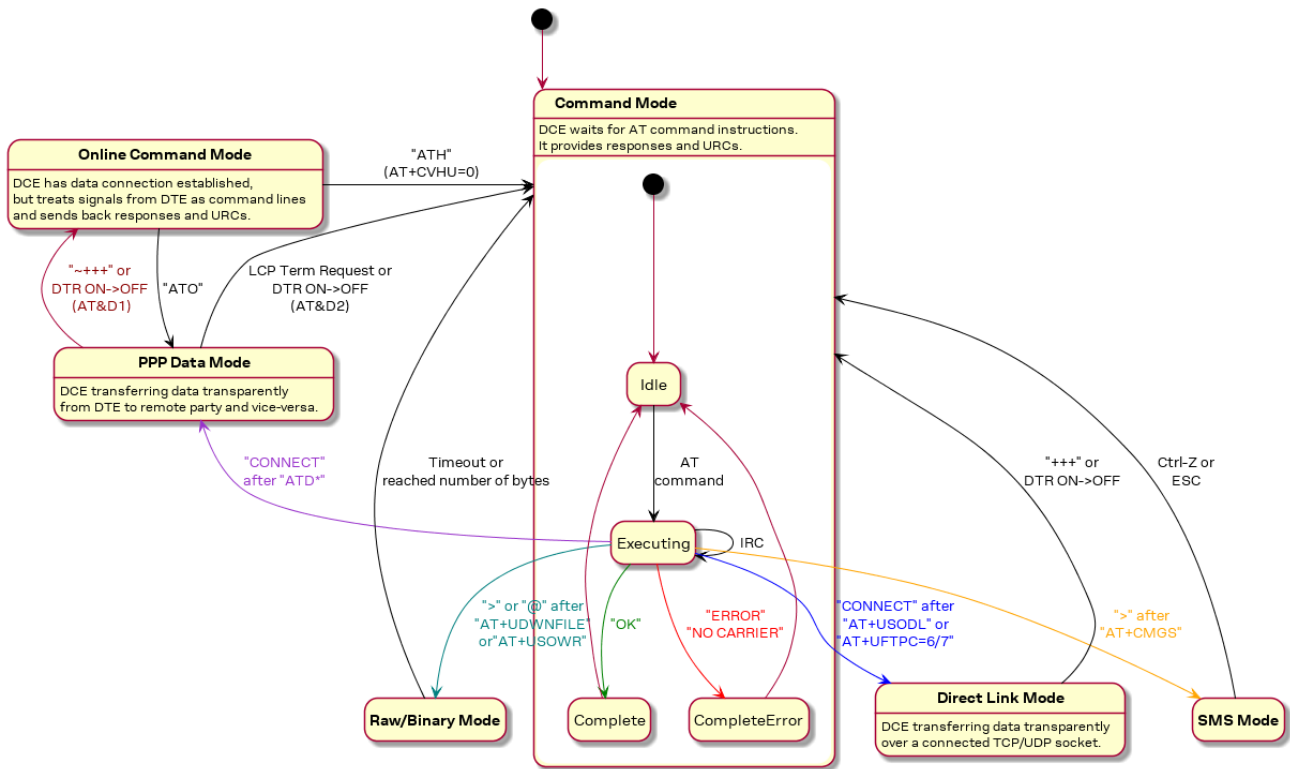 Command Mode
DCE waits for AT command instructions.
It provides responses and URCs.
Online Command Mode
DCE has data connection established,
but treats signals from DTE as command lines
and sends back responses and URCs.
"ATH"
(AT+CVHU=0)
"~+++" or
DTR ON->OFF
(AT&D1)
"ATO"
LCP Term Request or
DTR ON->OFF
(AT&D2)
PPP Data Mode
DCE transferring data transparently
from DTE to remote party and vice-versa.
Idle
"CONNECT"
after "ATD*"
Timeout or
reached number of bytes
AT
command
"+++" or
DTR ON->OFF
Ctrl-Z or
ESC
Executing
IRC
">" or "@" after
"AT+UDWNFILE"
or"AT+USOWR"
"OK"
"ERROR"
"NO CARRIER"
"CONNECT" after
"AT+USODL" or
"AT+UFTPC=6/7"
">" after
"AT+CMGS"
Raw/Binary Mode
Complete
CompleteError
Direct Link Mode
DCE transferring data transparently
over a connected TCP/UDP socket.
SMS Mode